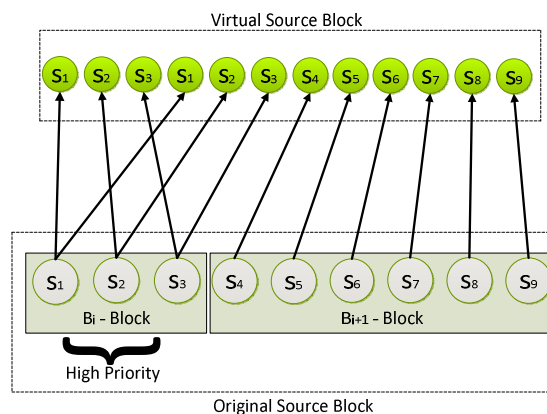 Virtual Source Block
S1 S2 S3 S1 S2 S3 S4 S5 S6 S7 S8 S9
S1 S2 S3 S4 S5 S6 S7 S8 S9
Bi - Block Bi+1 - Block
High Priority
Original Source Block